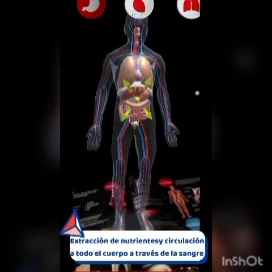 Extracción de nutrientesy circulación
a todo el cuerpo a través de la sangre
InShOt